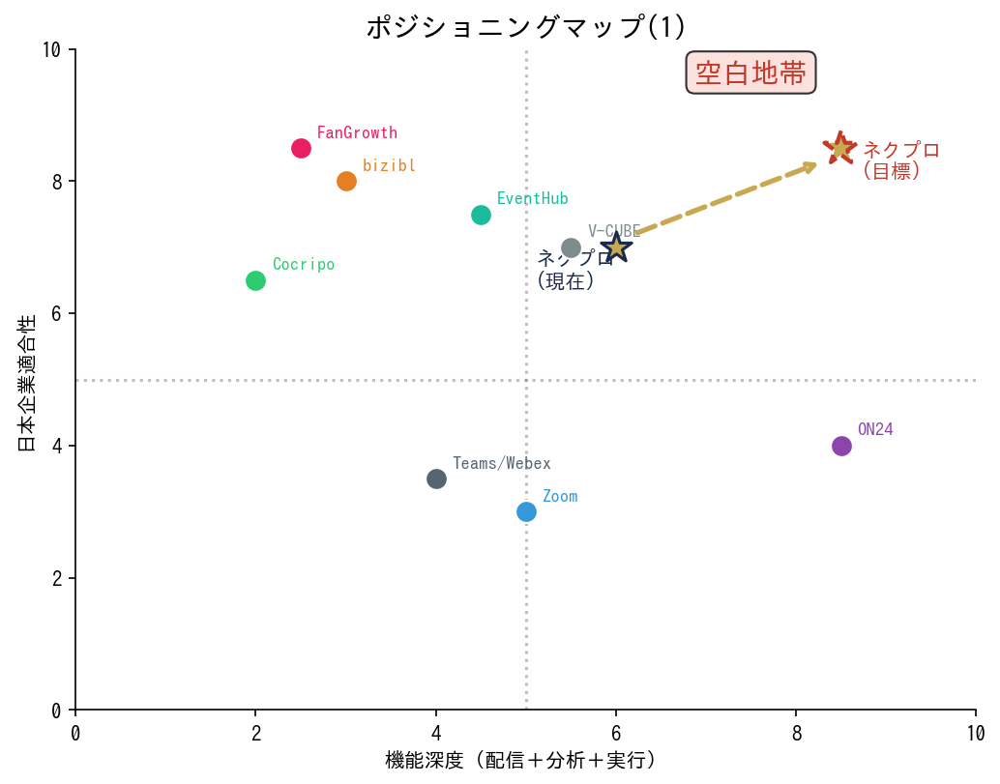 ポジショニングマップ(1)
空白地帯
FanGrowth
bizibl
EventHub
V-CUBE
Cocripo
ネクプロ
(現在)
ネクプロ
(目標)
ON24
Teams/Webex
Zoom
日本企業適合性
10
8
6
4
2
0
0
2
4
6
8
10
機能深度（配信＋分析＋実行）